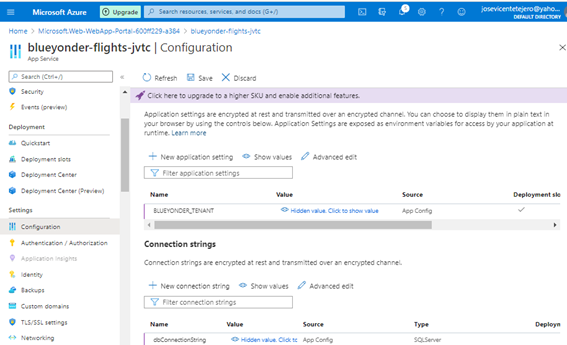 Microsoft Azure
Upgrade
Search resources, services, and docs (G+/)
5
josevicentetejero@yaho...
DEFAULT DIRECTORY
Home > Microsoft.Web-WebApp-Portal-600ff229-a384 > blueyonder-flights-jvtc
blueyonder-flights-jvtc | Configuration
App Service
Search (Ctrl+/)
Security
Events (preview)
Deployment
Quickstart
Deployment slots
Deployment Center
Deployment Center (Preview)
Settings
Configuration
Authentication / Authorization
Application Insights
Identity
Backups
Custom domains
TLS/SSL settings
Networking
Refresh Save Discard
Click here to upgrade to a higher SKU and enable additional features.
Application settings are encrypted at rest and transmitted over an encrypted channel. You can choose to display them in plain text in
your browser by using the controls below. Application Settings are exposed as environment variables for access by your application at
runtime. Learn more
New application setting Show values Advanced edit
Filter application settings
Name Value Source Deployment slo
BLUEYONDER_TENANT Hidden value. Click to show value App Config
Connection strings
Connection strings are encrypted at rest and transmitted over an encrypted channel.
New connection string Show values Advanced edit
Filter connection strings
Name Value Source Type Deploym
dbConnectionString Hidden value. Click tc App Config SQLServer